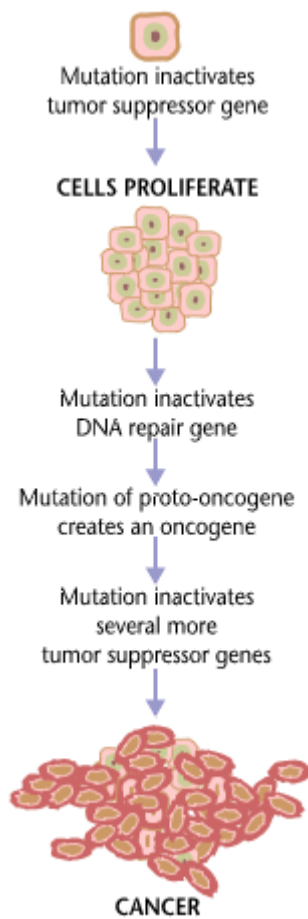 Mutation inactivates
tumor suppressor gene
CELLS PROLIFERATE
Mutation inactivates
DNA repair gene
Mutation of proto-oncogene
creates an oncogene
Mutation inactivates
several more
tumor suppressor genes
CANCER